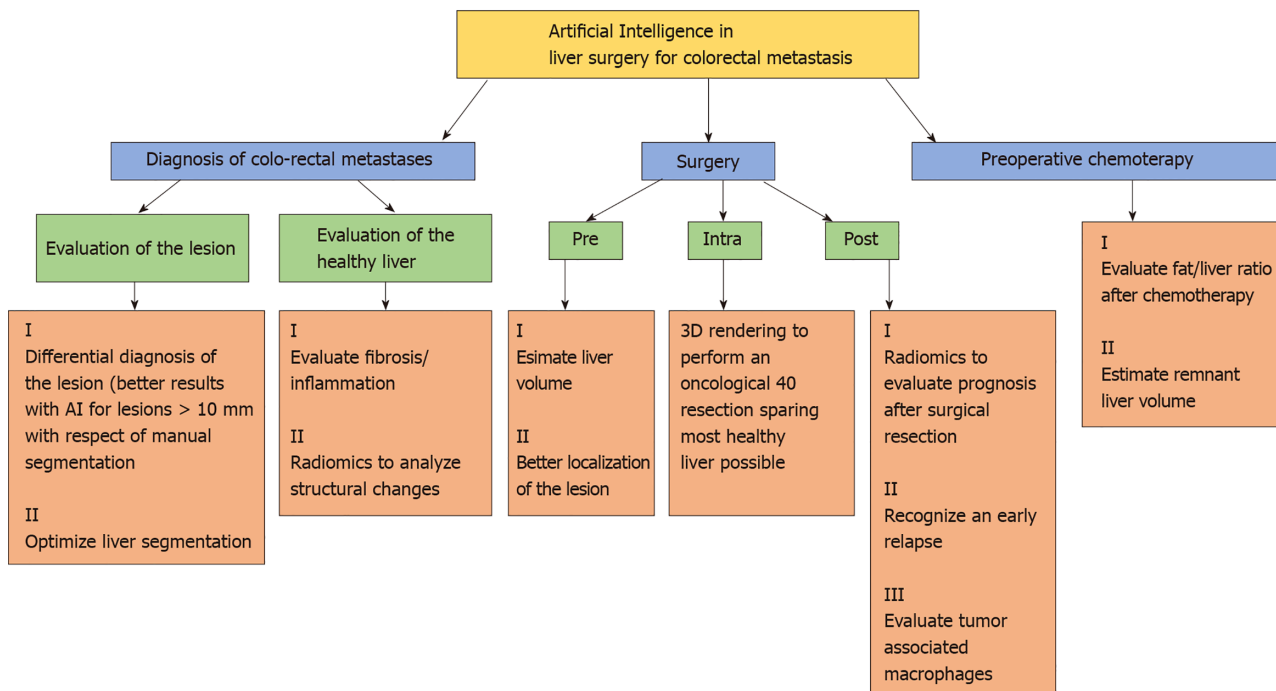 Artificial Intelligence in
liver surgery for colorectal metastasis
Diagnosis of colo-rectal metastases
Surgery
Preoperative chemoterapy
Evaluation of the lesion
Evaluation of the
healthy liver
Pre
Intra
Post
I
Differential diagnosis of
the lesion (better results
with AI for lesions > 10 mm
with respect of manual
segmentation
II
Optimize liver segmentation
I
Evaluate fibrosis/
inflammation
II
Radiomics to analyze
structural changes
I
Esimate liver
volume
II
Better localization
of the lesion
3D rendering to
perform an
oncological 40
resection sparing
most healthy
liver possible
I
Radiomics to
evaluate prognosis
after surgical
resection
II
Recognize an early
relapse
III
Evaluate tumor
associated
macrophages
I
Evaluate fat/liver ratio
after chemotherapy
II
Estimate remnant
liver volume